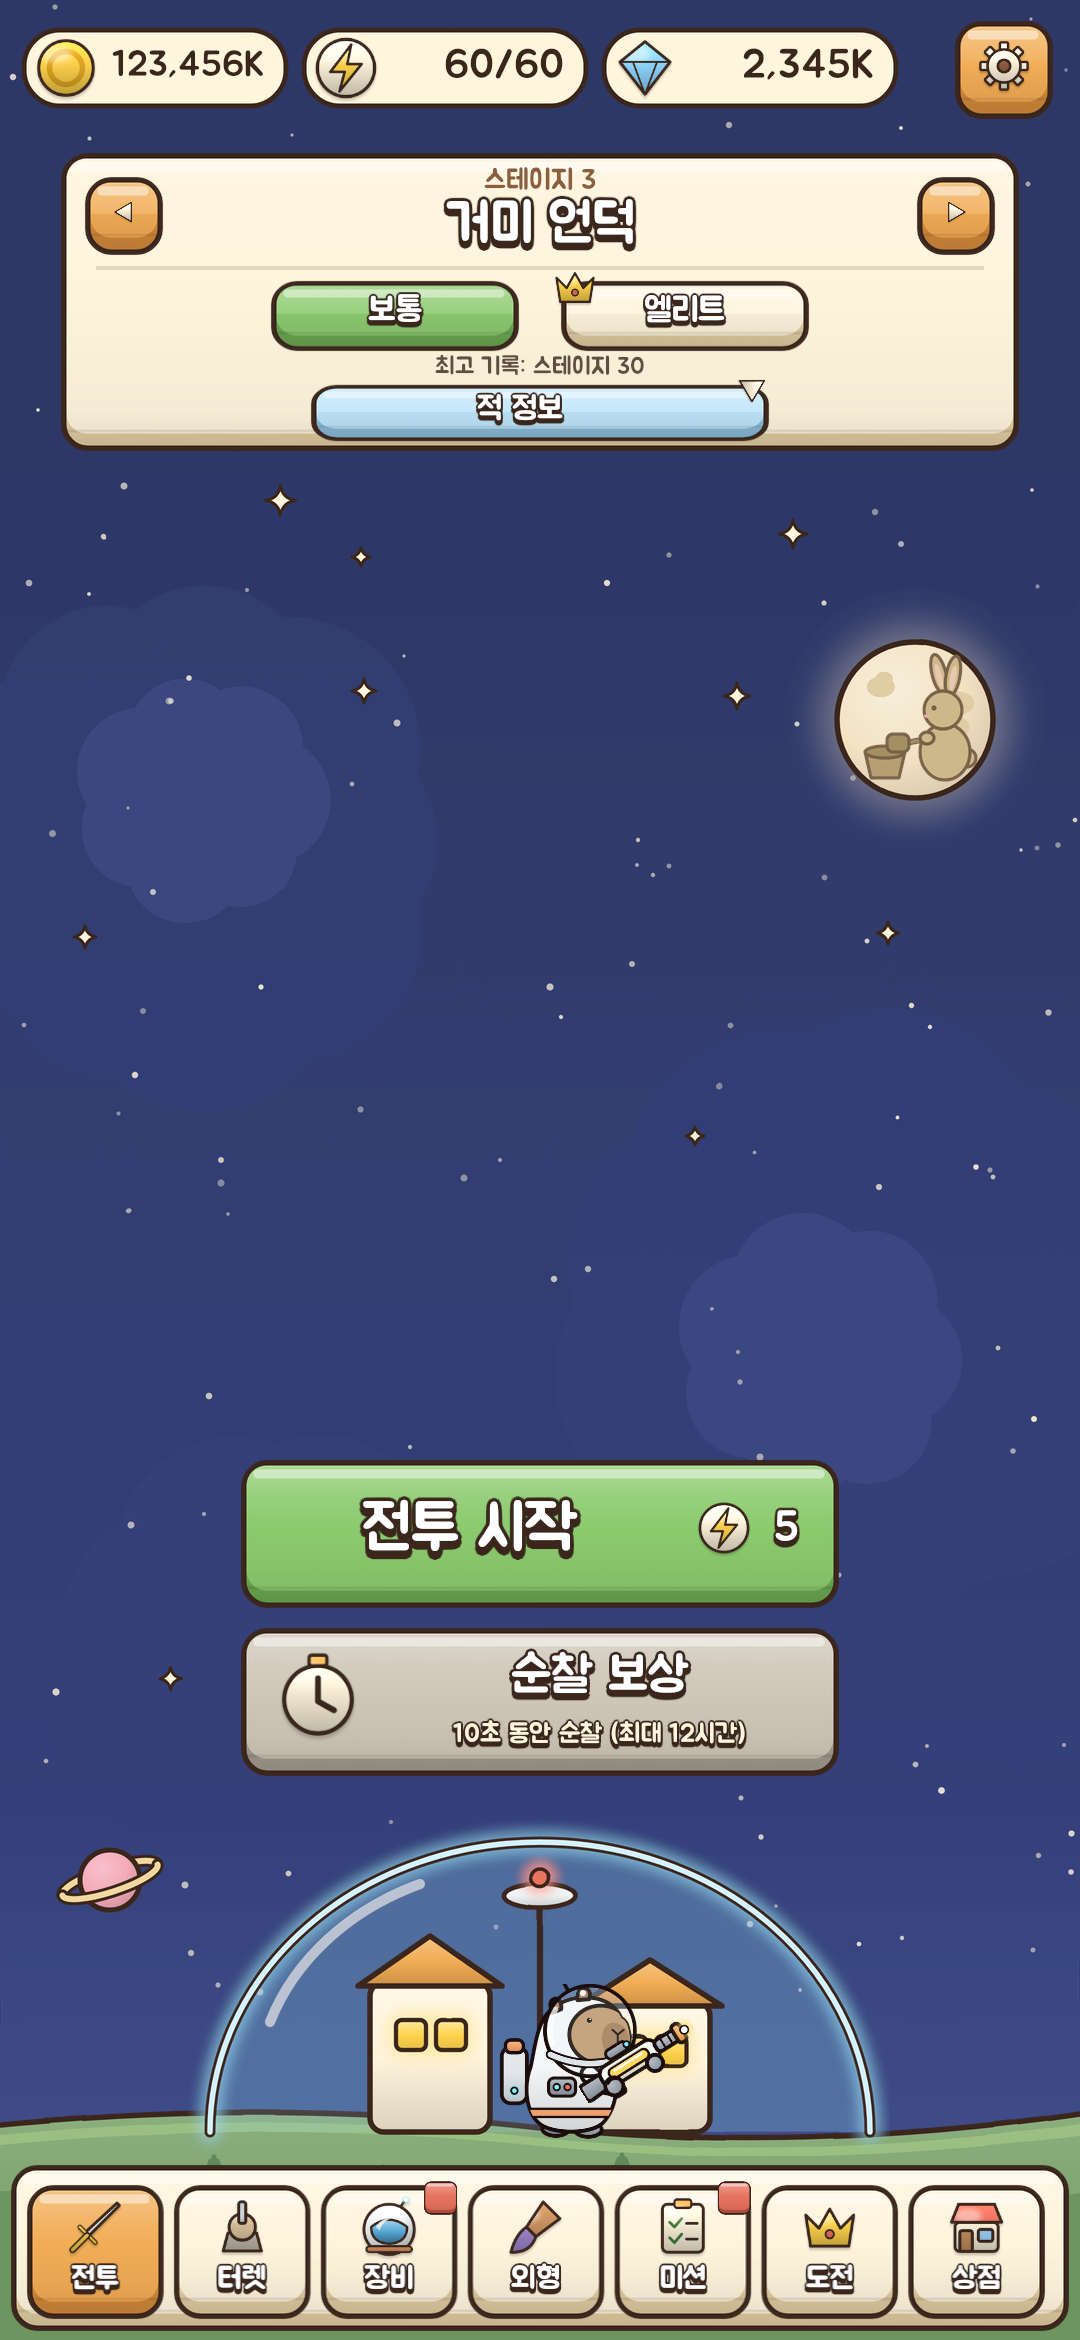 123,456K
60/60
2,345K
스테이지 3
거미 언덕
보통
엘리트
최고 기록: 스테이지 30
적 정보
전투 시작
5
순찰 보상
10초 동안 순찰 (최대 12시간)
전투
터렛
장비
외형
미션
도전
상점